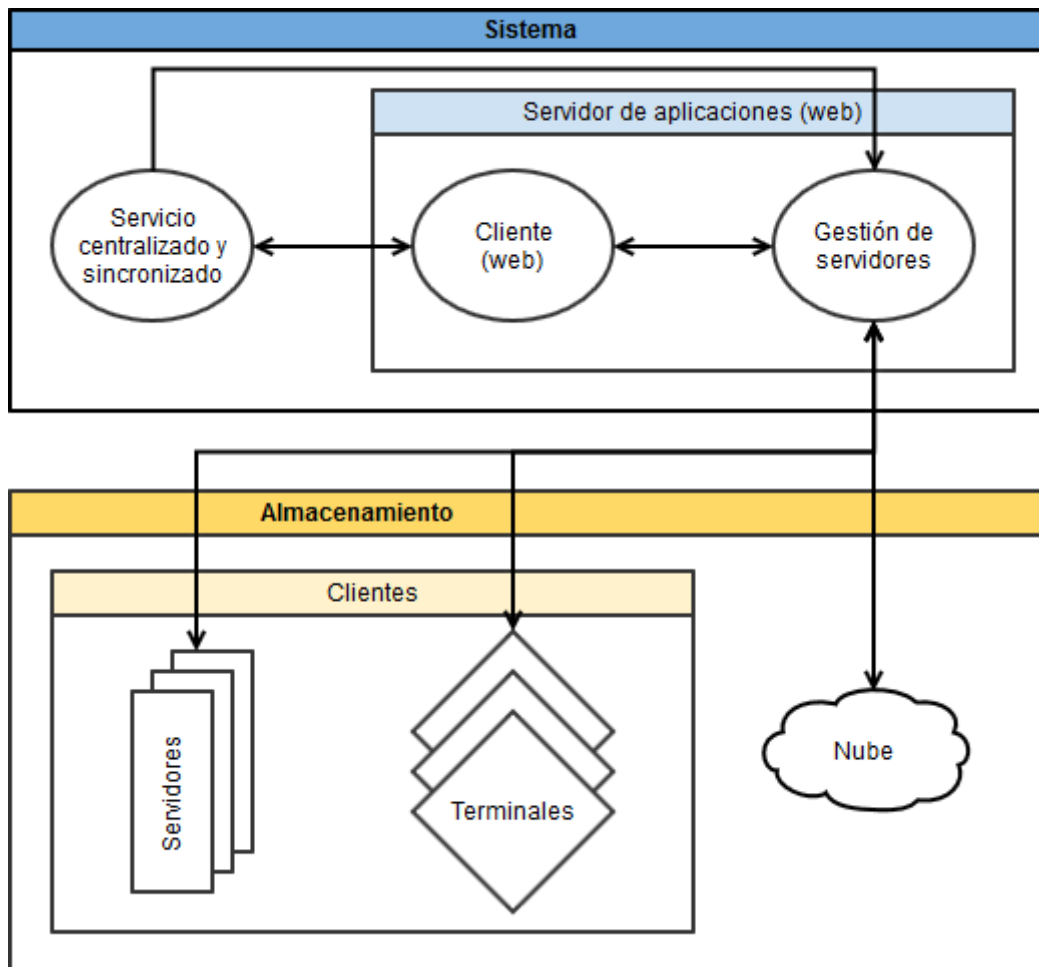 Sistema
Servidor de aplicaciones (web)
Servicio
centralizado y
sincronizado
Cliente
(web)
Gestión de
servidores
Almacenamiento
Clientes
Servidores
Terminales
Nube